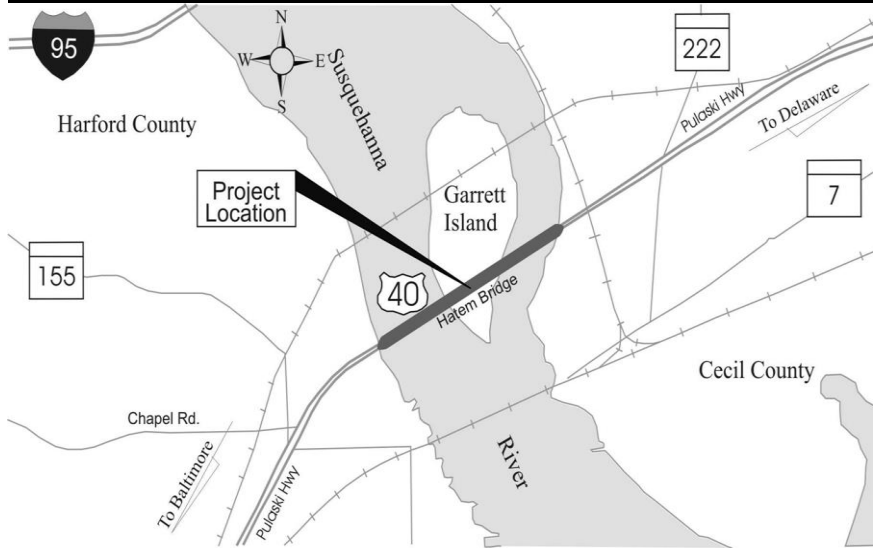 95
N
W
E
S
Susquehanna
222
Pulaski Hwy
To Delaware
Harford County
Project
Location
Garrett
Island
7
155
40
Hatem Bridge
Cecil County
Chapel Rd.
To Baltimore
Pulaski Hwy
River